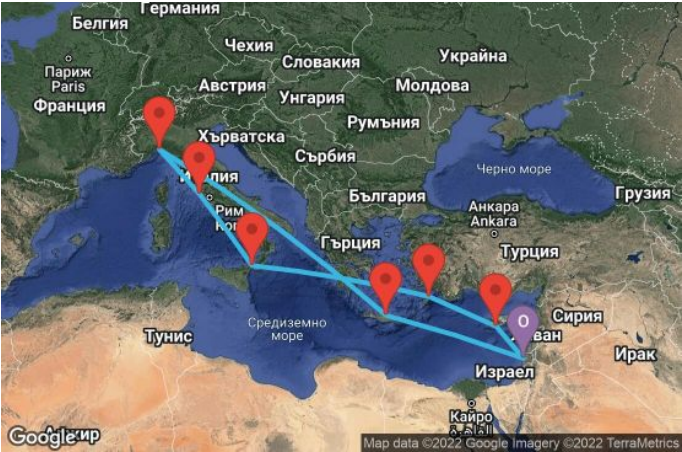 Германия
Белгия
Чехия
Словакия
Украйна
Париж
Paris
Австрия
Молдова
Унгария
Франция
Румъния
Хърватска
Сърбия
Черно море
Грузия
България
Анкара
Ankara
Рим
Гърция
Турция
Сирия
Средиземно
море
Тунис
O
Израел
Ирак
Кайро
القاهرة
Google
Map data ©2022 Google Imagery ©2022 TerraMetrics